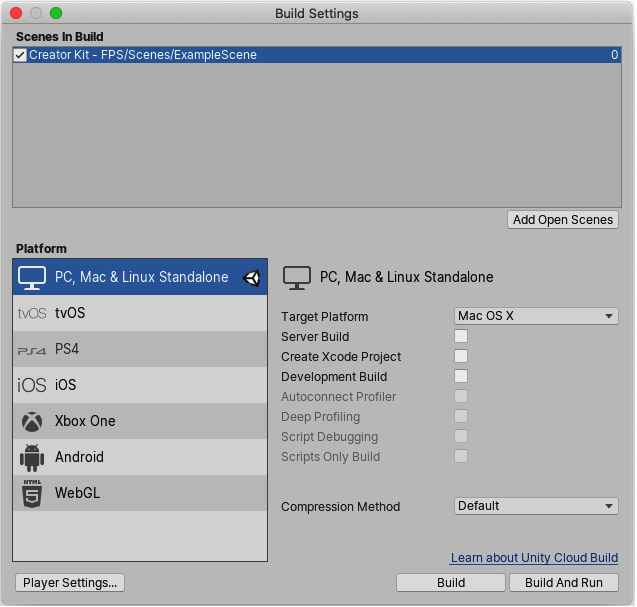 Build Settings
Scenes In Build
Creator Kit - FPS/Scenes/ExampleScene 0
Add Open Scenes
Platform
PC, Mac & Linux Standalone
tvOS tvOS
PS4 PS4
iOS iOS
Xbox One
Android
HTML 5 WebGL
PC, Mac & Linux Standalone
Target Platform Mac OS X
Server Build
Create Xcode Project
Development Build
Autoconnect Profiler
Deep Profiling
Script Debugging
Scripts Only Build
Compression Method Default
Learn about Unity Cloud Build
Player Settings... Build Build And Run